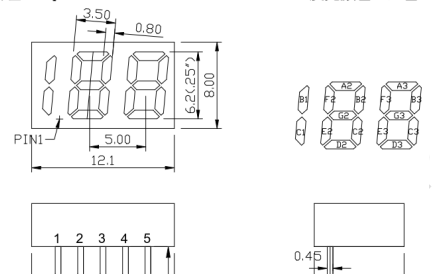 3.50
0.80
6.2(.25")
8.00
PIN1
5.00
12.1
A2 A3
B1 F2 B2 F3 B3
G2 G3
C1 E2 C2 E3 C3
D2 D3
1 2 3 4 5
0.45